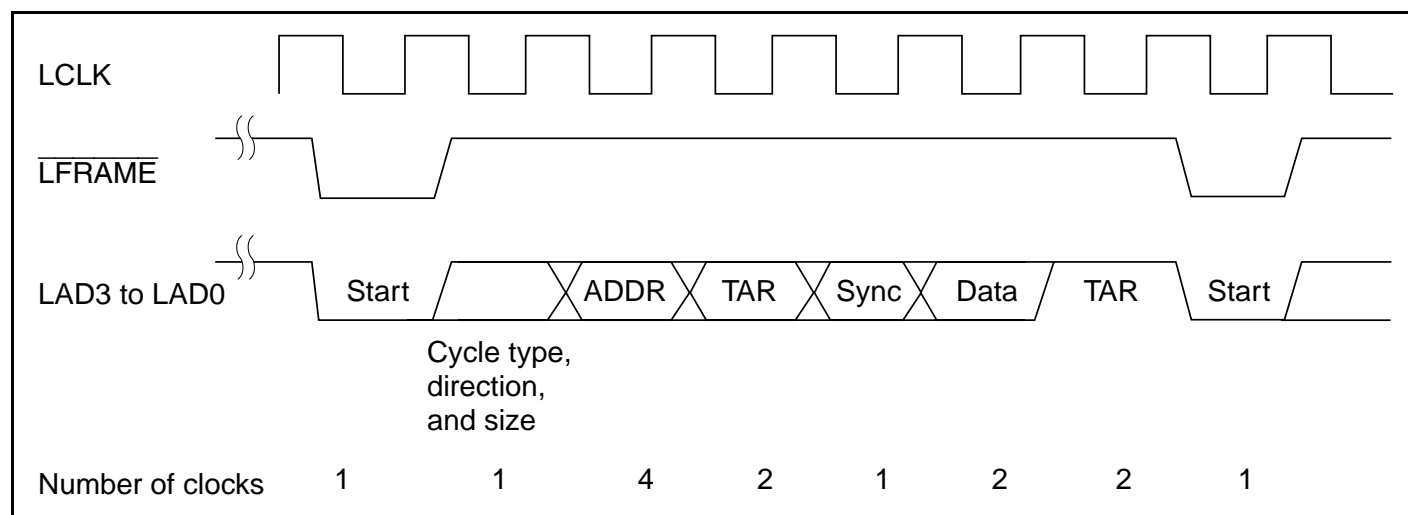 LCLK
LFRAME
LAD3 to LAD0
Start
ADDR
TAR
Sync
Data
TAR
Start
Cycle type,
direction,
and size
Number of clocks 1 1 4 2 1 2 2 1